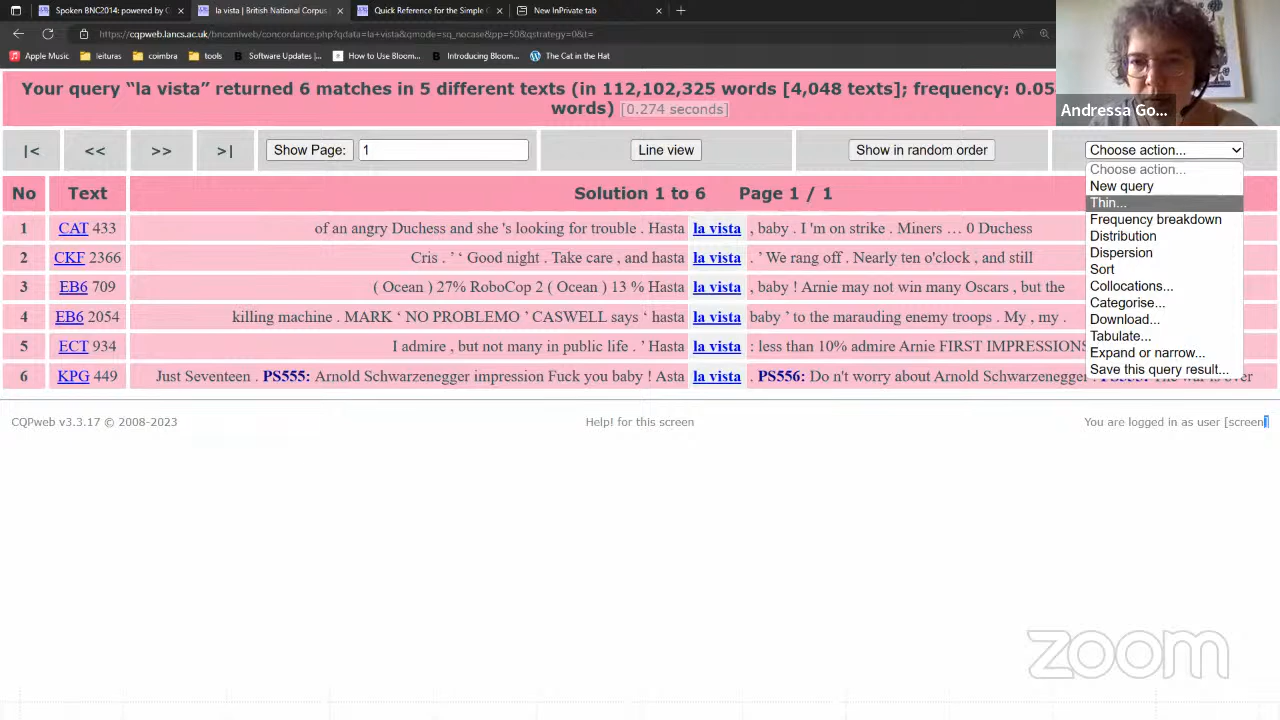 Spoken BNC2014: powered by C
la vista | British National Corpus
Quick Reference for the Simple
New InPrivate tab
https://cqpweb.lancs.ac.uk/bncxmlweb/concordance.php?qdata=la+vista&qmode=sq_nocase&pp=50&qstrategy=0&t=
Apple Music
leituras
coimbra
tools
Software Updates |...
How to Use Bloom...
Introducing Bloom...
The Cat in the Hat
Your query “la vista” returned 6 matches in 5 different texts (in 112,102,325 words [4,048 texts]; frequency: 0.05
words) [0.274 seconds]
Andressa Go...
|< << >> >| Show Page: 1 Line view Show in random order Choose action...
Choose action...
New query
Thin...
Frequency breakdown
Distribution
Dispersion
Sort
Collocations...
Categorise...
Download...
Tabulate...
Expand or narrow...
Save this query result...
No Text Solution 1 to 6 Page 1 / 1
1 CAT 433 of an angry Duchess and she 's looking for trouble . Hasta la vista , baby . I 'm on strike . Miners … 0 Duchess
2 CKF 2366 Cris . ’ ‘ Good night . Take care , and hasta la vista . ’ We rang off . Nearly ten o'clock , and still
3 EB6 709 ( Ocean ) 27% RoboCop 2 ( Ocean ) 13 % Hasta la vista , baby ! Arnie may not win many Oscars , but the
4 EB6 2054 killing machine . MARK ‘ NO PROBLEMO ’ CASWELL says ‘ hasta la vista baby ’ to the marauding enemy troops . My , my .
5 ECT 934 I admire , but not many in public life . ’ Hasta la vista : less than 10% admire Arnie FIRST IMPRESSIONS
6 KPG 449 Just Seventeen . PS555: Arnold Schwarzenegger impression Fuck you baby ! Asta la vista . PS556: Do n't worry about Arnold Schwarzenegger . PS555: The war is over
CQPweb v3.3.17 © 2008-2023
Help! for this screen
You are logged in as user [screen]
zoom